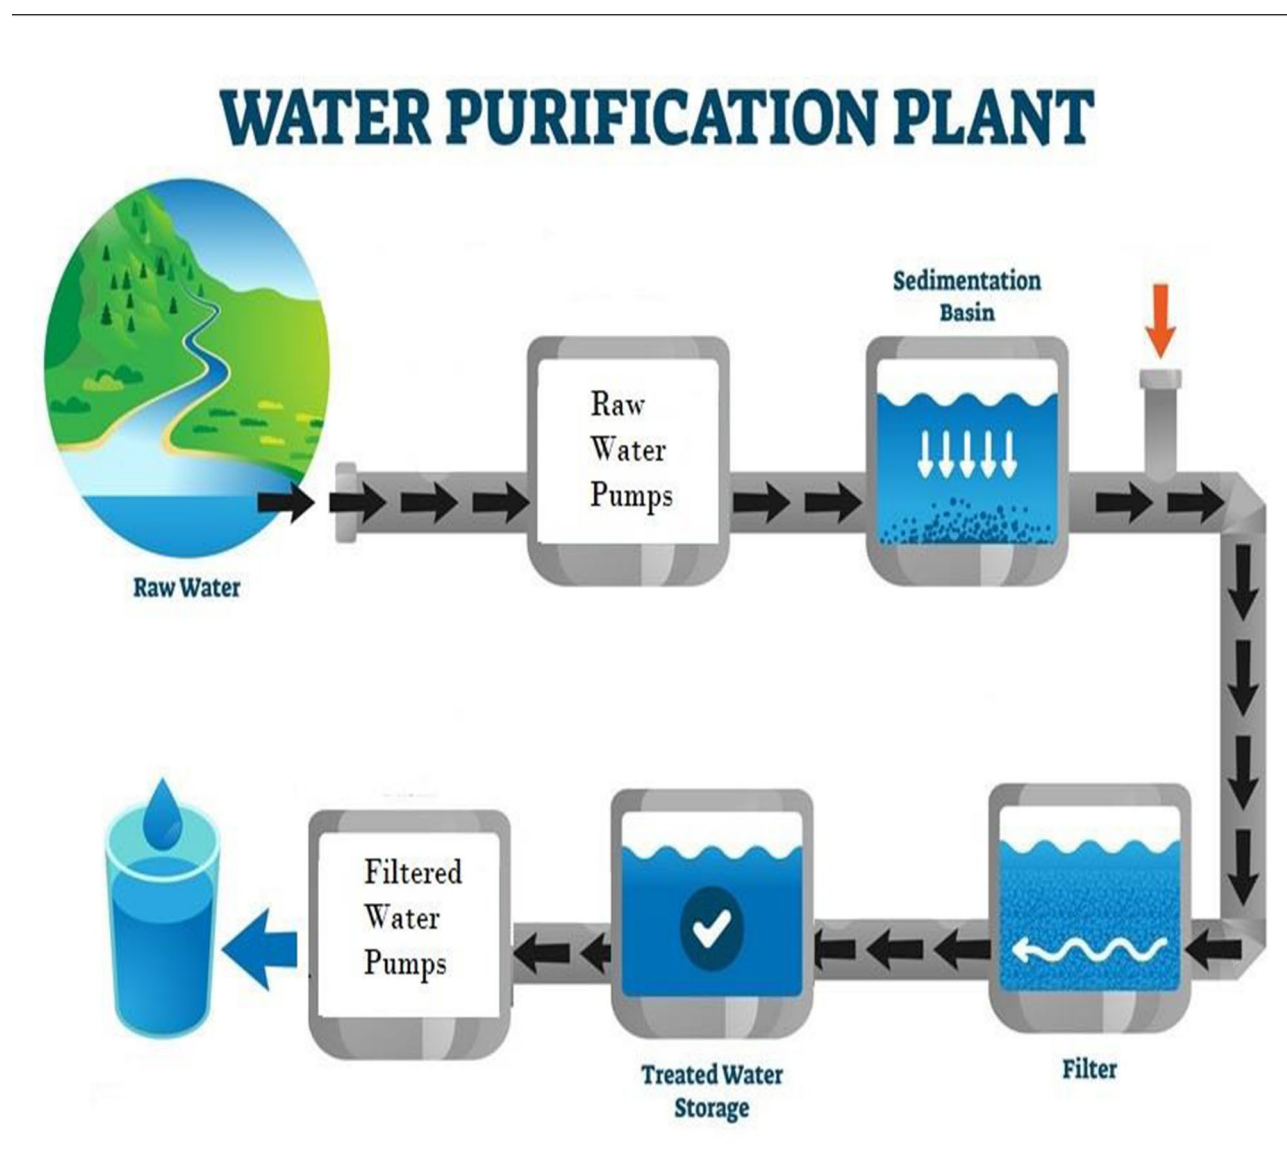 WATER PURIFICATION PLANT
Sedimentation
Basin
Raw
Water
Pumps
Raw Water
Filtered
Water
Pumps
Treated Water
Storage
Filter